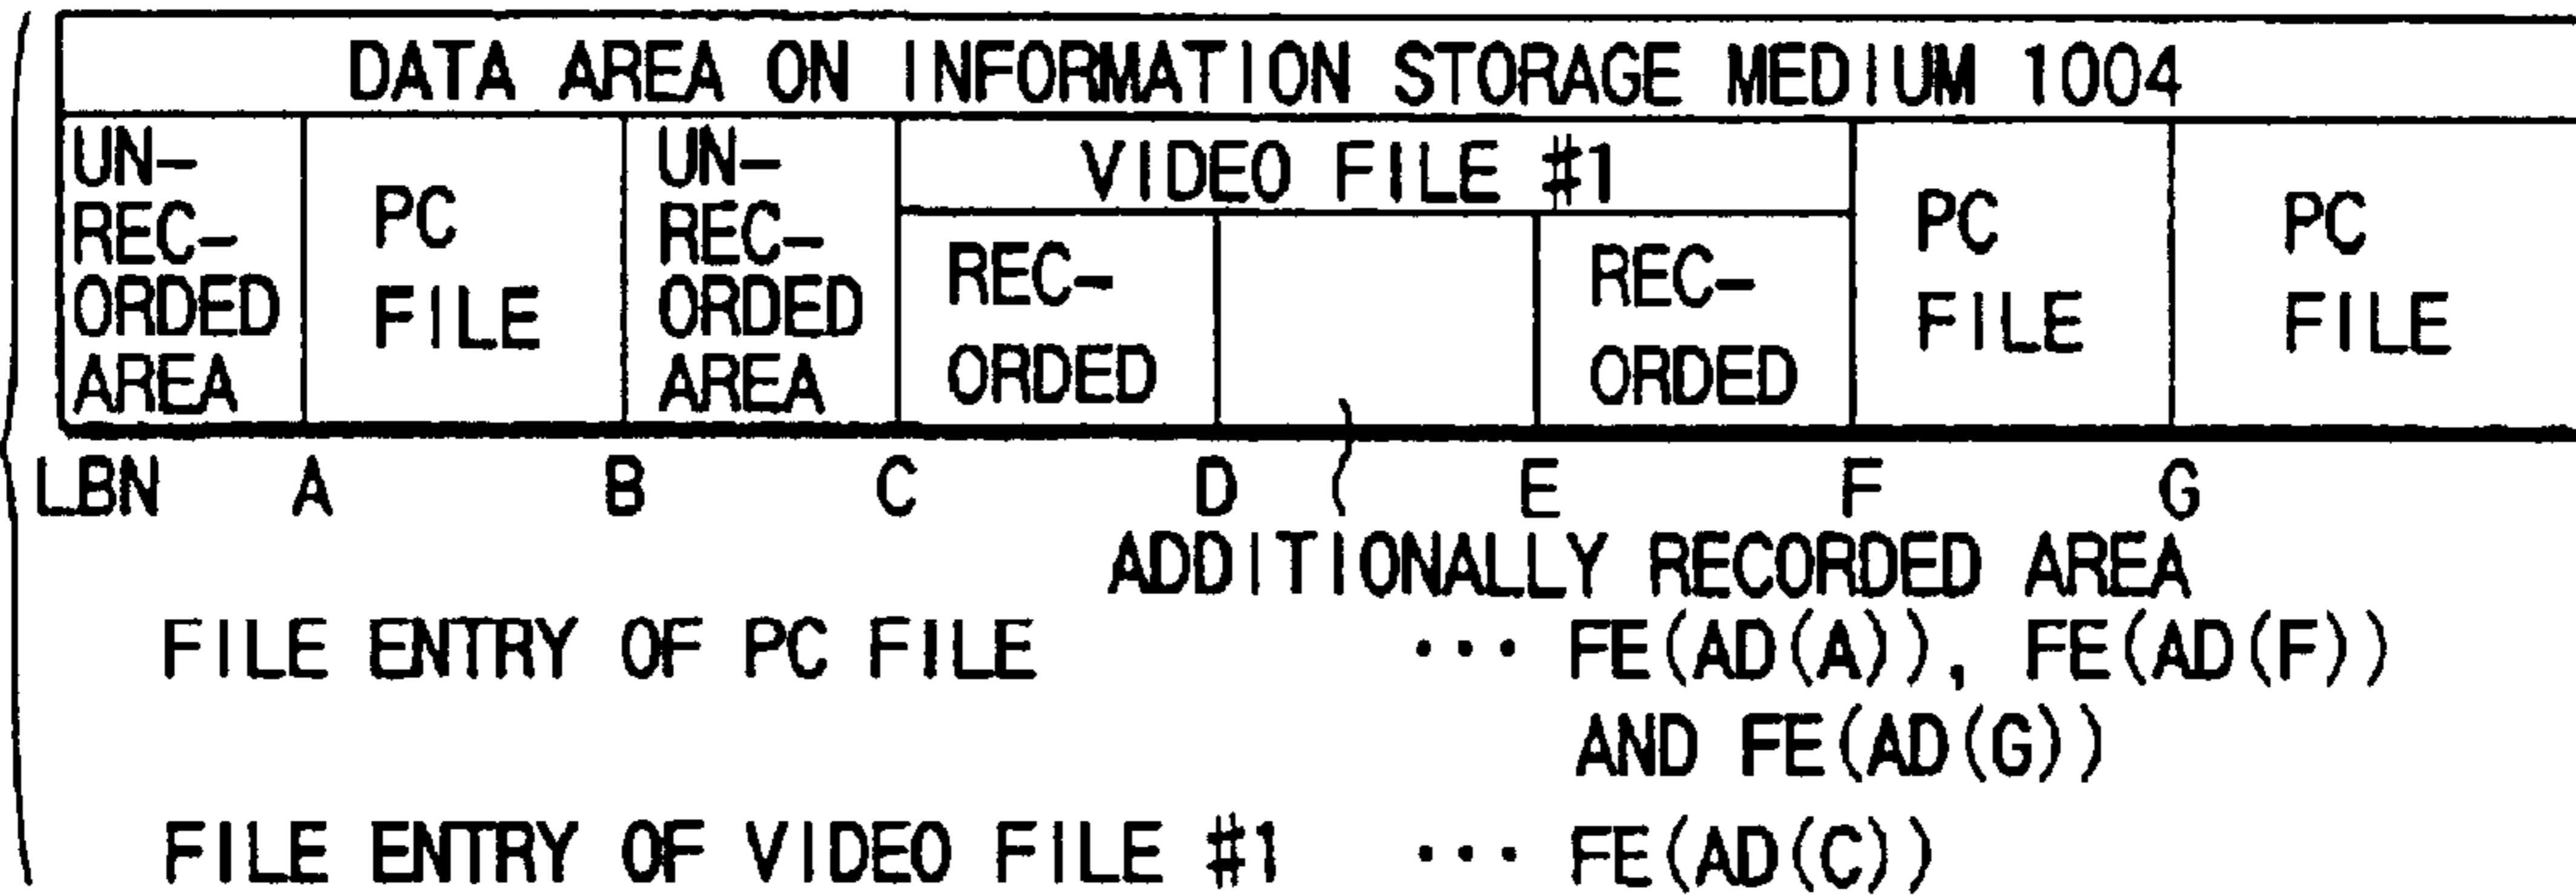 DATA AREA ON INFORMATION STORAGE MEDIUM 1004
UN-
REC-
ORDED
AREA
PC
FILE
UN-
REC-
ORDED
AREA
VIDEO FILE #1
REC-
ORDED
REC-
ORDED
PC
FILE
PC
FILE
LBN A B C D E F G
ADDITIONALLY RECORDED AREA
FILE ENTRY OF PC FILE ··· FE(AD(A)), FE(AD(F))
AND FE(AD(G))
FILE ENTRY OF VIDEO FILE #1 ··· FE(AD(C))